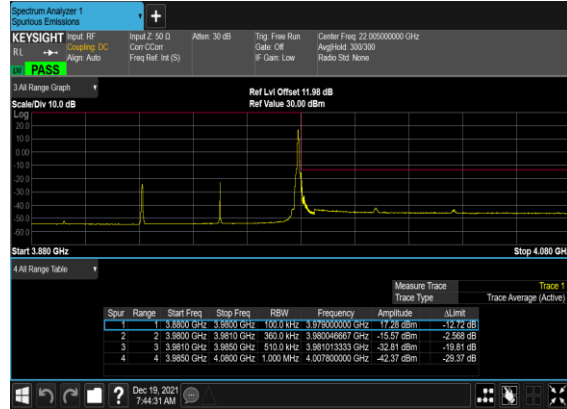 Spectrum Analyzer 1
Spurious Emissions
+
KEYSIGHT Input: RF Input Z: 50 Ω Atten: 30 dB Trig: Free Run Center Freq: 22.005000000 GHz
RL Coupling: DC Corr CCorr Gate: Off Avg|Hold: 300/300
Align: Auto Freq Ref: Int (S) IF Gain: Low Radio Std: None
PASS
3 All Range Graph
Ref Lvl Offset 11.98 dB
Scale/Div 10.0 dB Ref Value 30.00 dBm
Log
20.0
10.0
0.00
-10.0
-20.0
-30.0
-40.0
-50.0
-60.0
Start 3.880 GHz Stop 4.080 GH
4 All Range Table
Measure Trace Trace 1
Trace Type Trace Average (Active)
Spur Range Start Freq Stop Freq RBW Frequency Amplitude ΔLimit
1 1 3.8800 GHz 3.9800 GHz 100.0 kHz 3.979000000 GHz 17.28 dBm -12.72 dB
2 2 3.9800 GHz 3.9810 GHz 360.0 kHz 3.980046667 GHz -15.57 dBm -2.568 dB
3 3 3.9810 GHz 3.9850 GHz 510.0 kHz 3.981013333 GHz -32.81 dBm -19.81 dB
4 4 3.9850 GHz 4.0800 GHz 1.000 MHz 4.007800000 GHz -42.37 dBm -29.37 dB
? Dec 19, 2021
7:44:31 AM